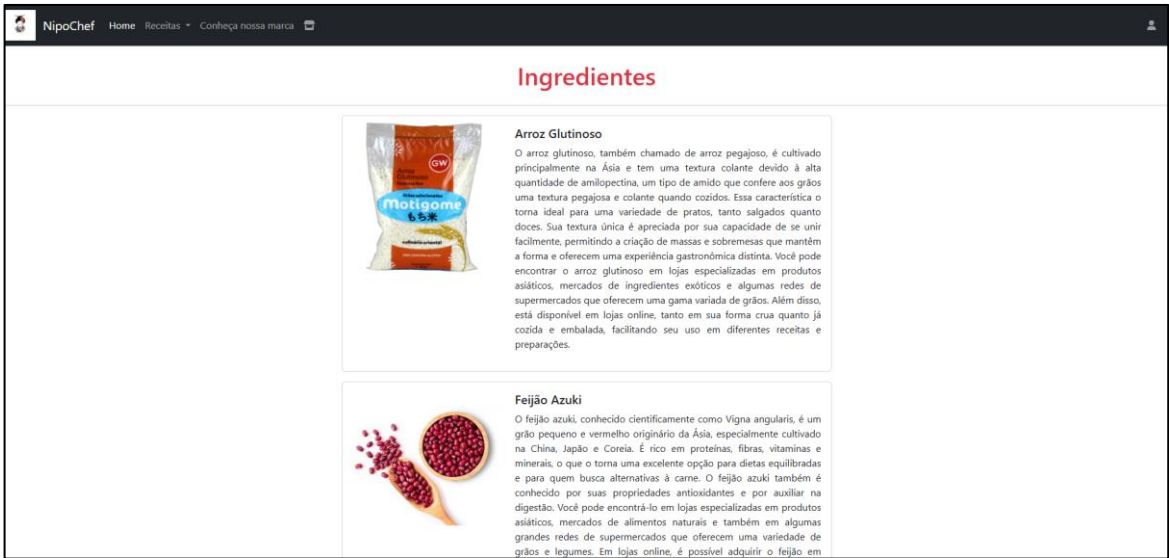 NipoChef Home Receitas Conheça nossa marca
Ingredientes
GW
Arroz
Glutinoso
Motigome
もち米
culinária oriental
Arroz Glutinoso
O arroz glutinoso, também chamado de arroz pegajoso, é cultivado
principalmente na Ásia e tem uma textura colante devido à alta
quantidade de amilopectina, um tipo de amido que confere aos grãos
uma textura pegajosa e colante quando cozidos. Essa característica o
torna ideal para uma variedade de pratos, tanto salgados quanto
doces. Sua textura única é apreciada por sua capacidade de se unir
facilmente, permitindo a criação de massas e sobremesas que mantêm
a forma e oferecem uma experiência gastronômica distinta. Você pode
encontrar o arroz glutinoso em lojas especializadas em produtos
asiáticos, mercados de ingredientes exóticos e algumas redes de
supermercados que oferecem uma gama variada de grãos. Além disso,
está disponível em lojas online, tanto em sua forma crua quanto já
cozida e embalada, facilitando seu uso em diferentes receitas e
preparações.
Feijão Azuki
O feijão azuki, conhecido cientificamente como Vigna angularis, é um
grão pequeno e vermelho originário da Ásia, especialmente cultivado
na China, Japão e Coreia. É rico em proteínas, fibras, vitaminas e
minerais, o que o torna uma excelente opção para dietas equilibradas
e para quem busca alternativas à carne. O feijão azuki também é
conhecido por suas propriedades antioxidantes e por auxiliar na
digestão. Você pode encontrá-lo em lojas especializadas em produtos
asiáticos, mercados de alimentos naturais e também em algumas
grandes redes de supermercados que oferecem uma variedade de
grãos e legumes. Em lojas online, é possível adquirir o feijão em